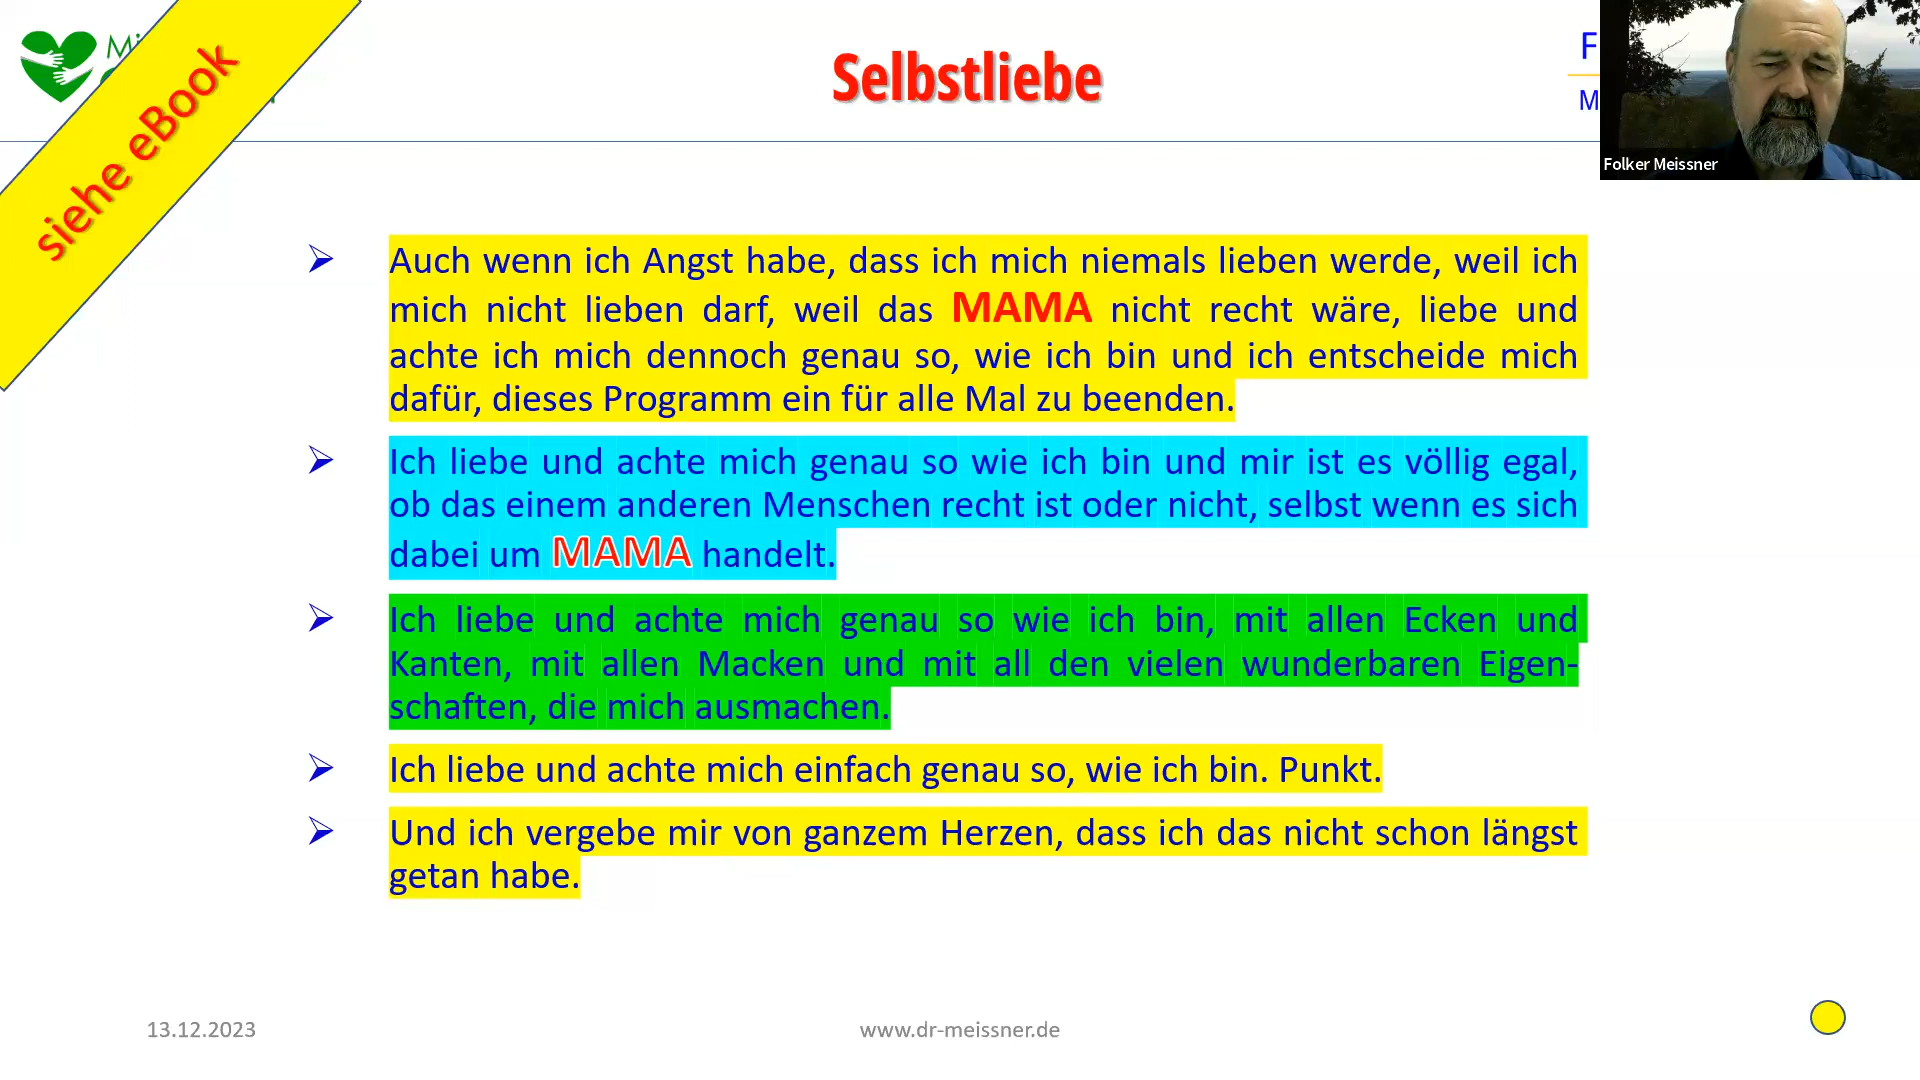 siehe eBook
Selbstliebe
Folker Meissner
Auch wenn ich Angst habe, dass ich mich niemals lieben werde, weil ich
mich nicht lieben darf, weil das MAMA nicht recht wäre, liebe und
achte ich mich dennoch genau so, wie ich bin und ich entscheide mich
dafür, dieses Programm ein für alle Mal zu beenden.
Ich liebe und achte mich genau so wie ich bin und mir ist es völlig egal,
ob das einem anderen Menschen recht ist oder nicht, selbst wenn es sich
dabei um MAMA handelt.
Ich liebe und achte mich genau so wie ich bin, mit allen Ecken und
Kanten, mit allen Macken und mit all den vielen wunderbaren Eigen-
schaften, die mich ausmachen.
Ich liebe und achte mich einfach genau so, wie ich bin. Punkt.
Und ich vergebe mir von ganzem Herzen, dass ich das nicht schon längst
getan habe.
13.12.2023
www.dr-meissner.de